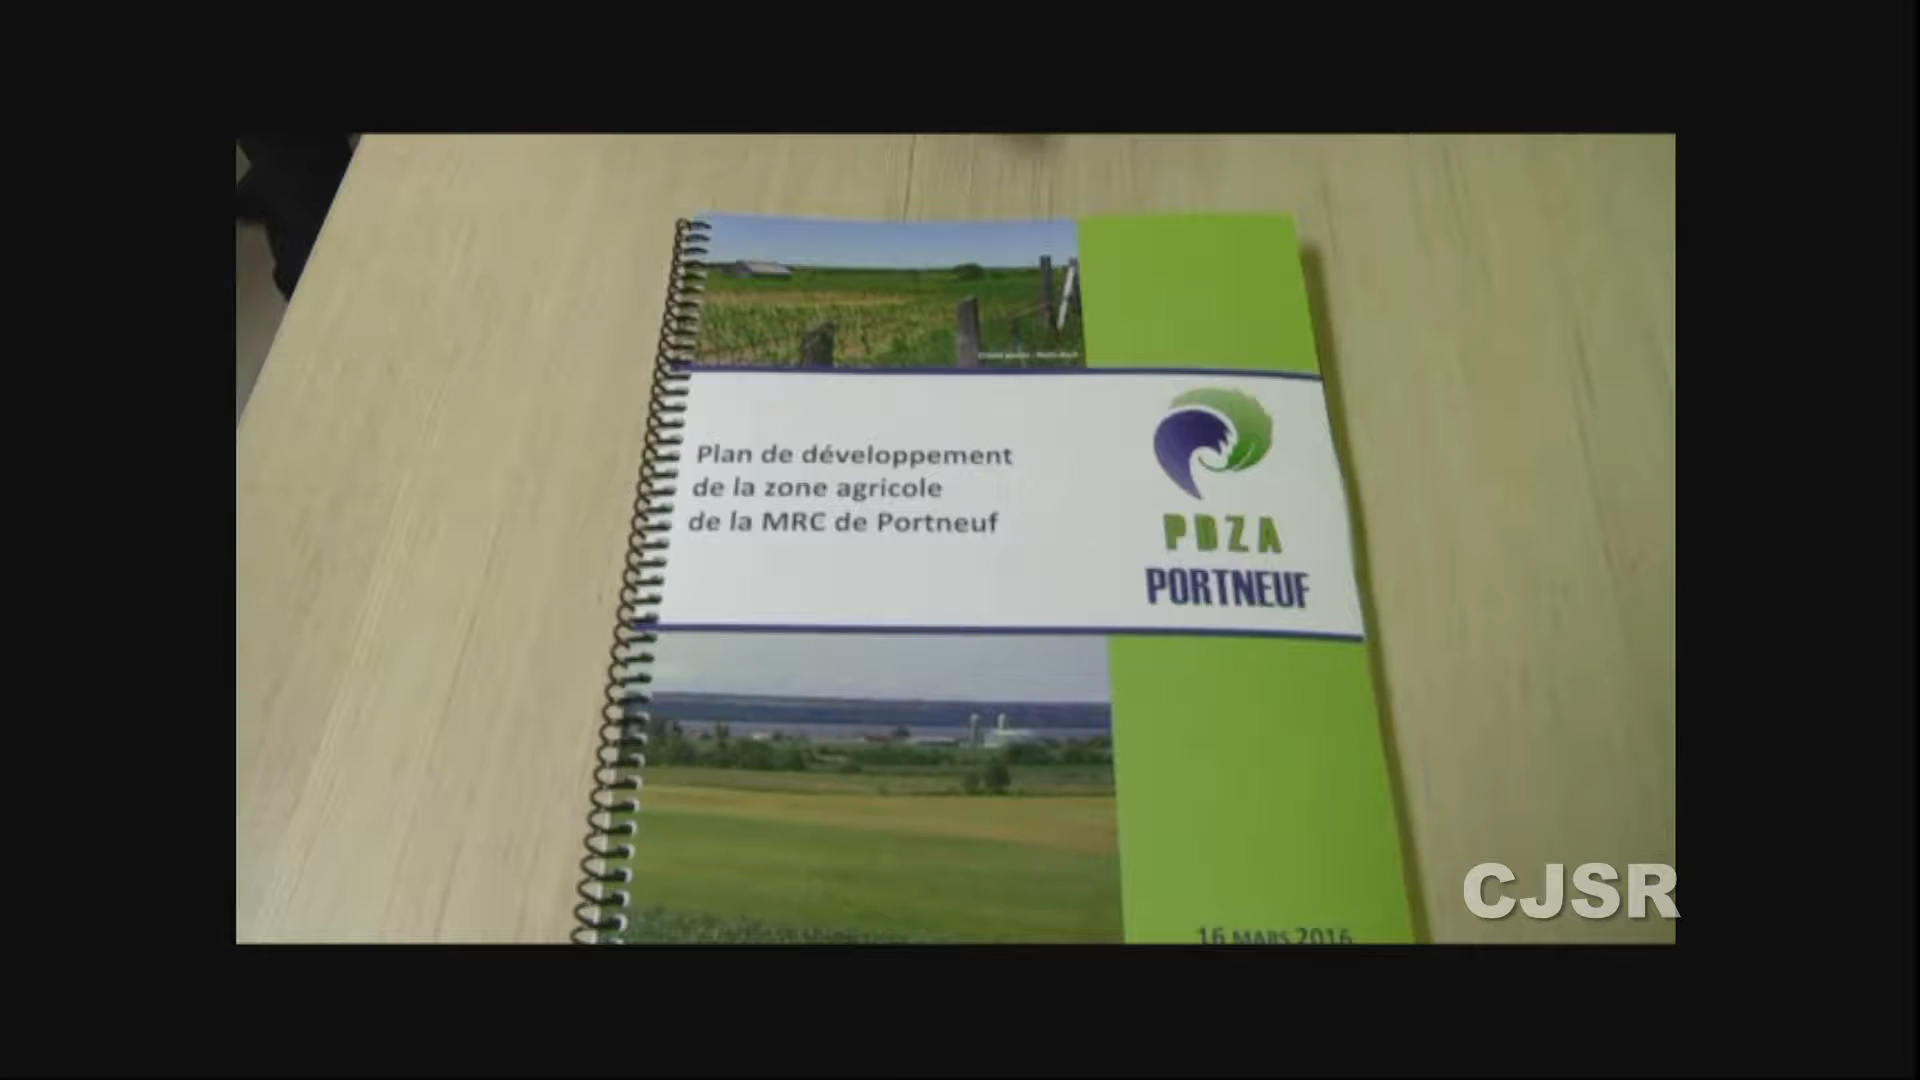 Plan de développement
de la zone agricole
de la MRC de Portneuf
PDZA
PORTNEUF
16 MARS 2016
CJSR